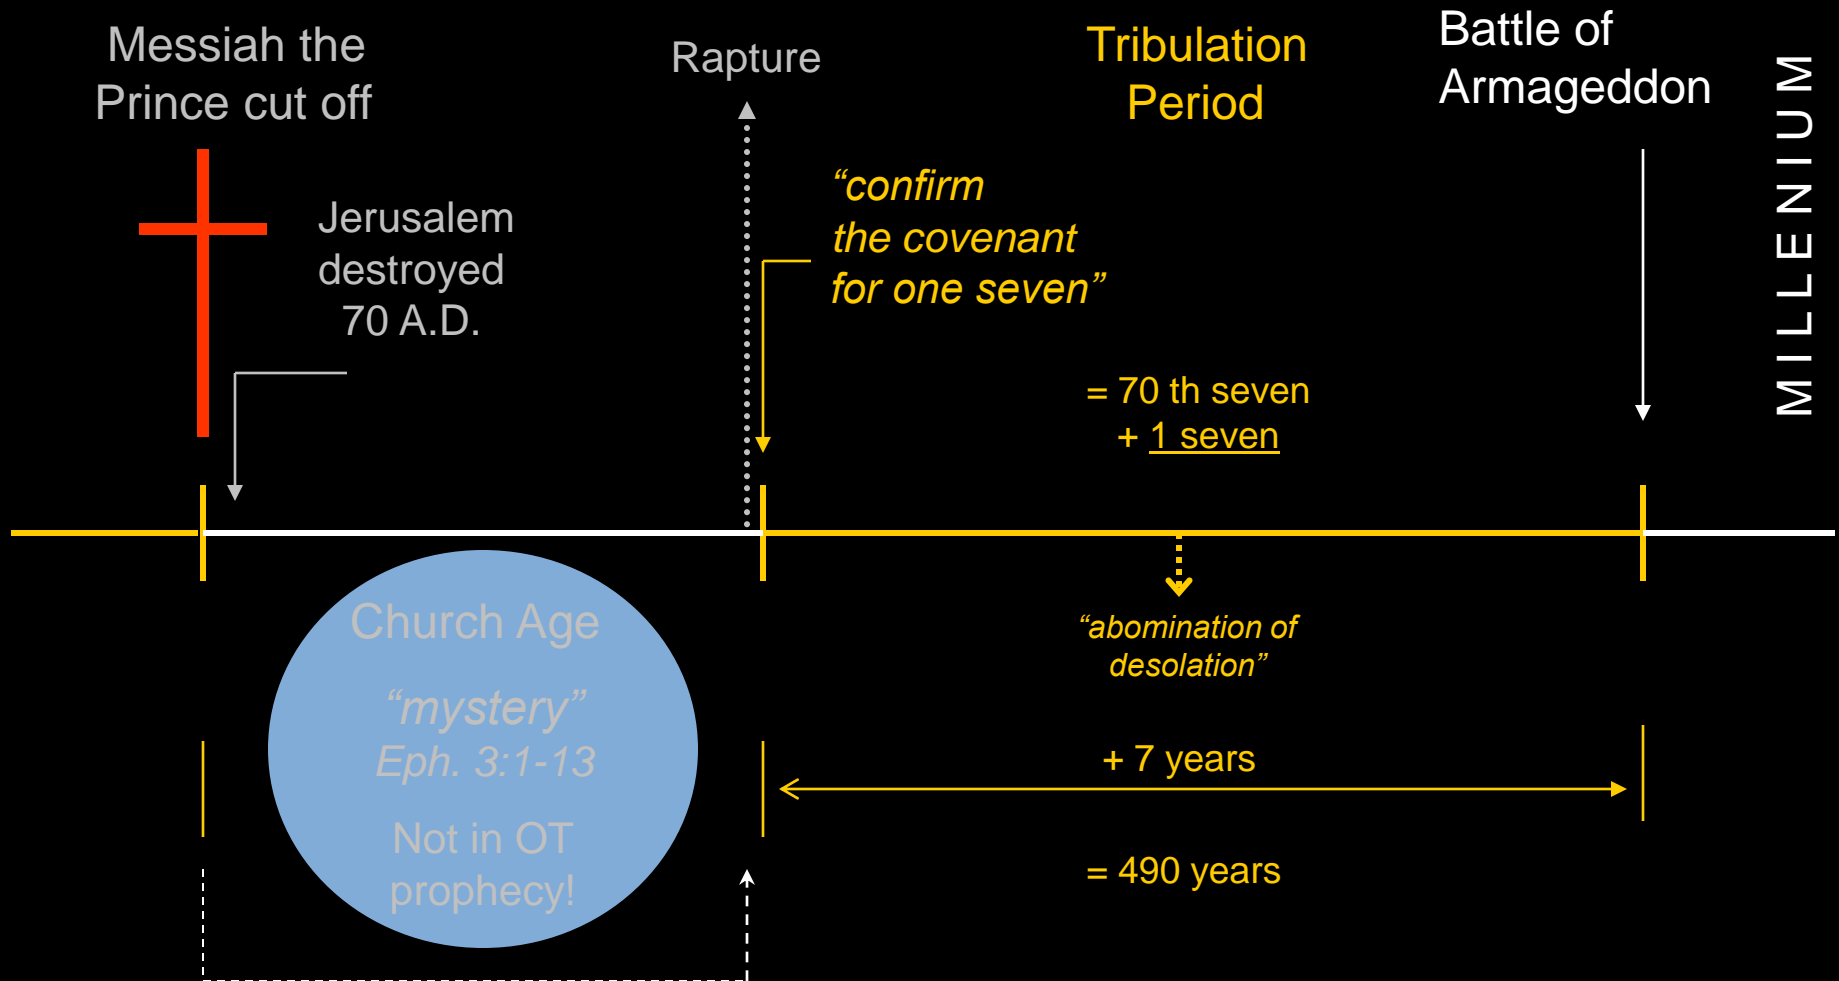 Messiah the
Prince cut off
Rapture
Tribulation
Period
Battle of
Armageddon
MILLENIUM
Jerusalem
destroyed
70 A.D.
“confirm
the covenant
for one seven”
= 70 th seven
+ 1 seven
Church Age
“mystery”
Eph. 3:1-13
Not in OT
prophecy!
“abomination of
desolation”
+ 7 years
= 490 years